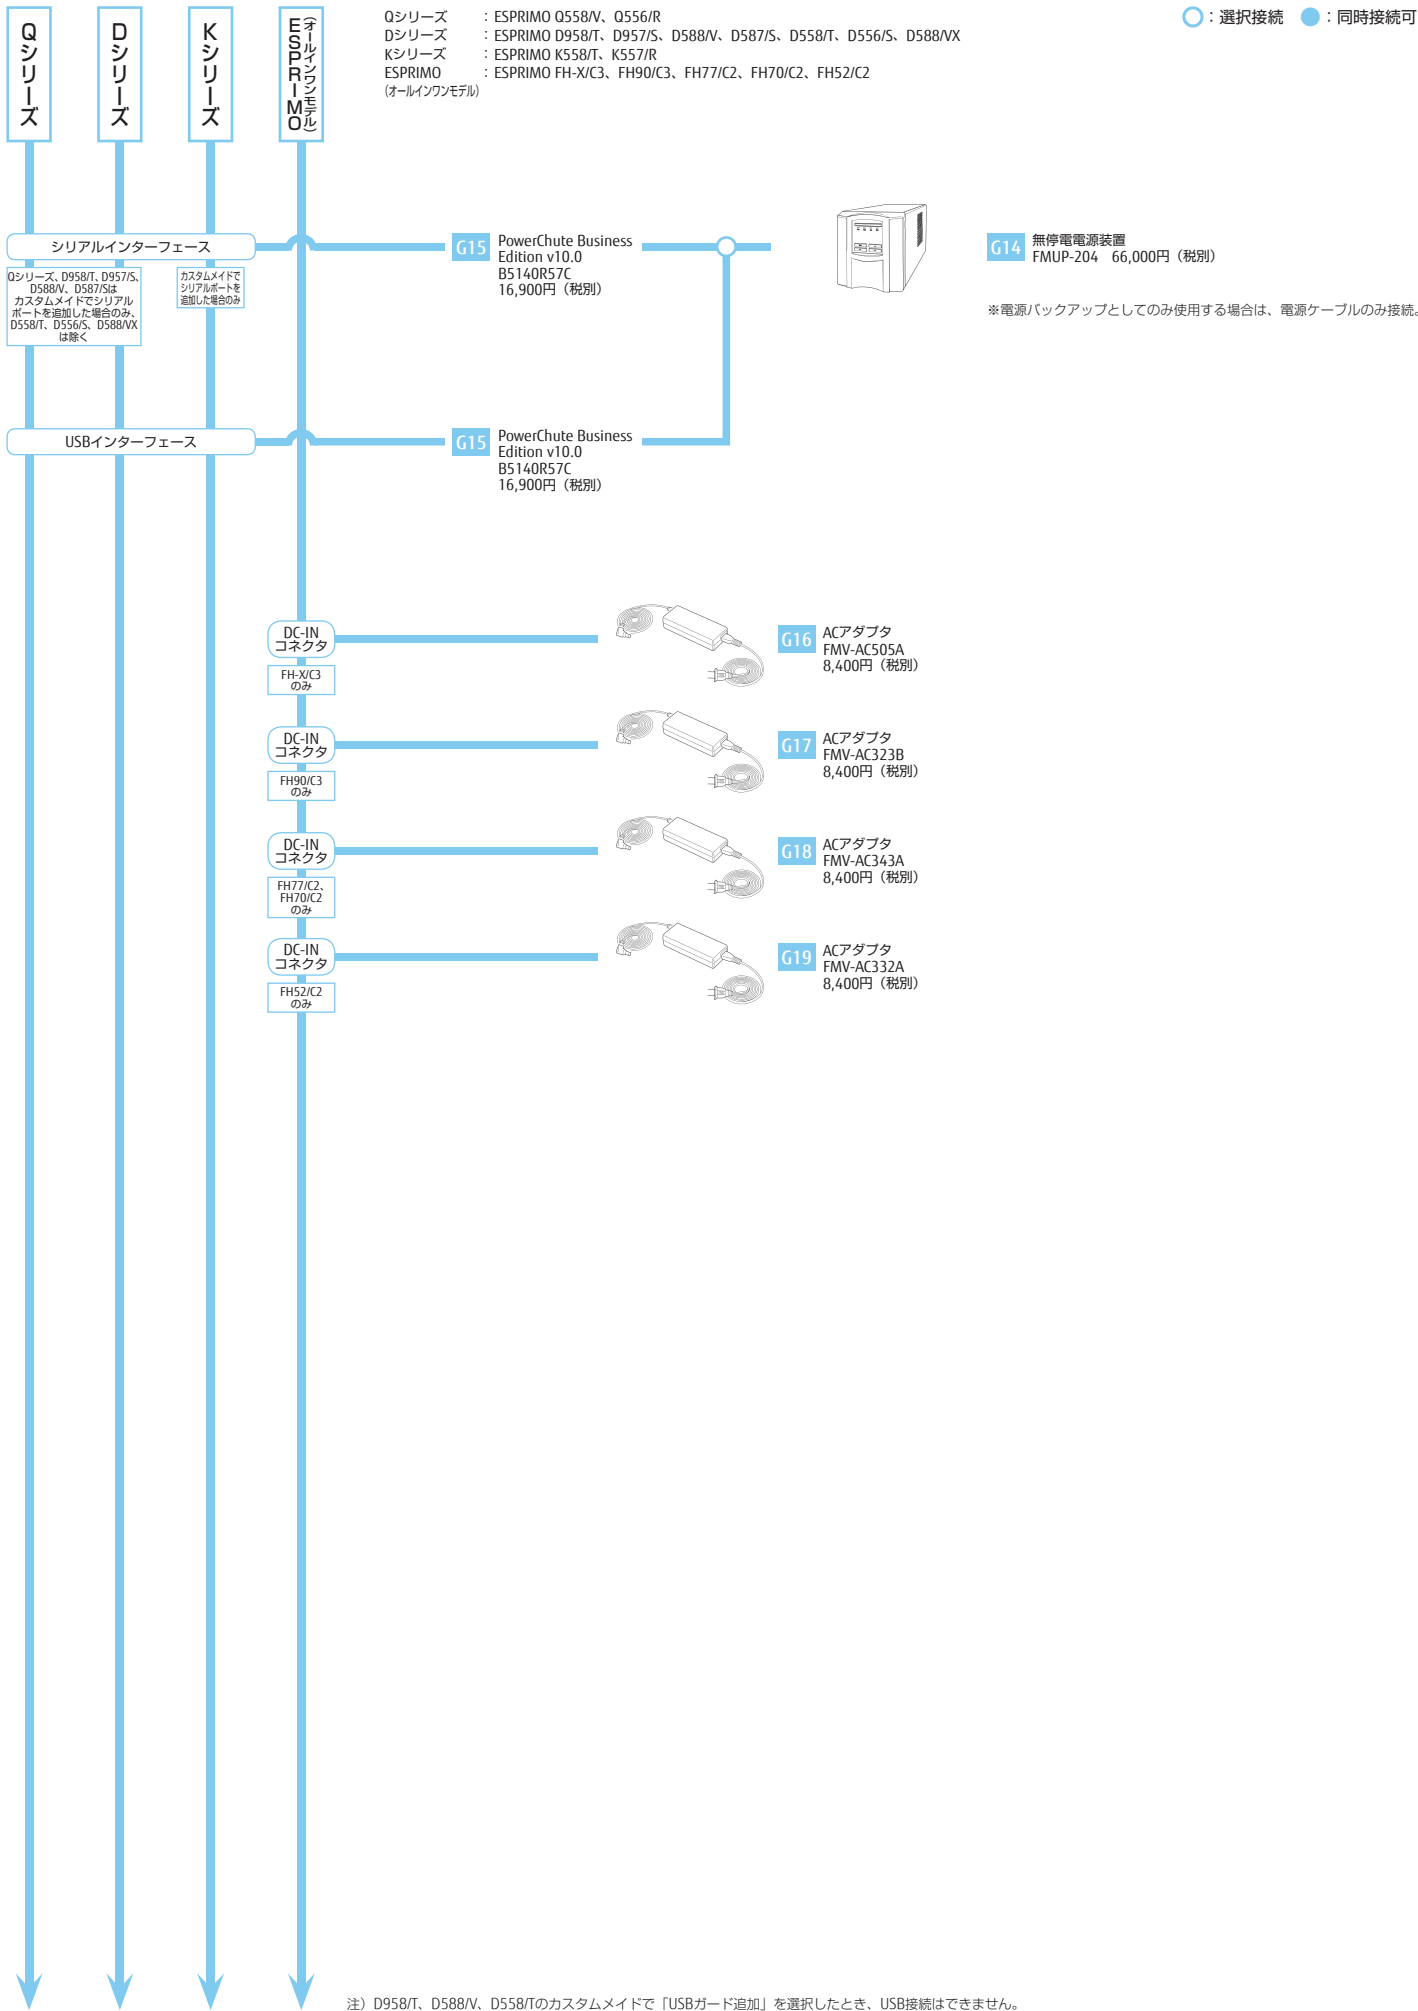 Qシリーズ
Dシリーズ
Kシリーズ
ESPRIMO
（オールインワンモデル）
Qシリーズ　：ESPRIMO Q558/V、Q556/R
Dシリーズ　：ESPRIMO D958/T、D957/S、D588/V、D587/S、D558/T、D556/S、D588/VX
Kシリーズ　：ESPRIMO K558/T、K557/R
ESPRIMO　：ESPRIMO FH-X/C3、FH90/C3、FH77/C2、FH70/C2、FH52/C2
(オールインワンモデル)
：選択接続　：同時接続可
シリアルインターフェース
Qシリーズ、D958/T、D957/S、
D588/V、D587/Sは
カスタムメイドでシリアル
ポートを追加した場合のみ、
D558/T、D556/S、D588/VX
は除く
カスタムメイドで
シリアルポートを
追加した場合のみ
G15 PowerChute Business
Edition v10.0
B5140R57C
16,900円（税別）
G14 無停電電源装置
FMUP-204　66,000円（税別）
※電源バックアップとしてのみ使用する場合は、電源ケーブルのみ接続。
USBインターフェース
G15 PowerChute Business
Edition v10.0
B5140R57C
16,900円（税別）
DC-IN
コネクタ
FH-X/C3
のみ
G16 ACアダプタ
FMV-AC505A
8,400円（税別）
DC-IN
コネクタ
FH90/C3
のみ
G17 ACアダプタ
FMV-AC323B
8,400円（税別）
DC-IN
コネクタ
FH77/C2、
FH70/C2
のみ
G18 ACアダプタ
FMV-AC343A
8,400円（税別）
DC-IN
コネクタ
FH52/C2
のみ
G19 ACアダプタ
FMV-AC332A
8,400円（税別）
注）D958/T、D588/V、D558/Tのカスタムメイドで「USBガード追加」を選択したとき、USB接続はできません。